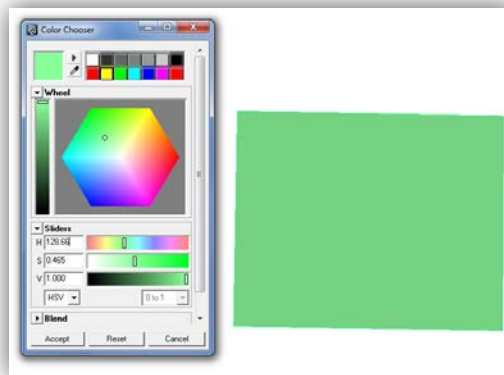 Color Chooser
Wheel
Sliders
H 128.66
S 0.465
V 1.000
HSV 0 to 1
Blend
Accept Reset Cancel